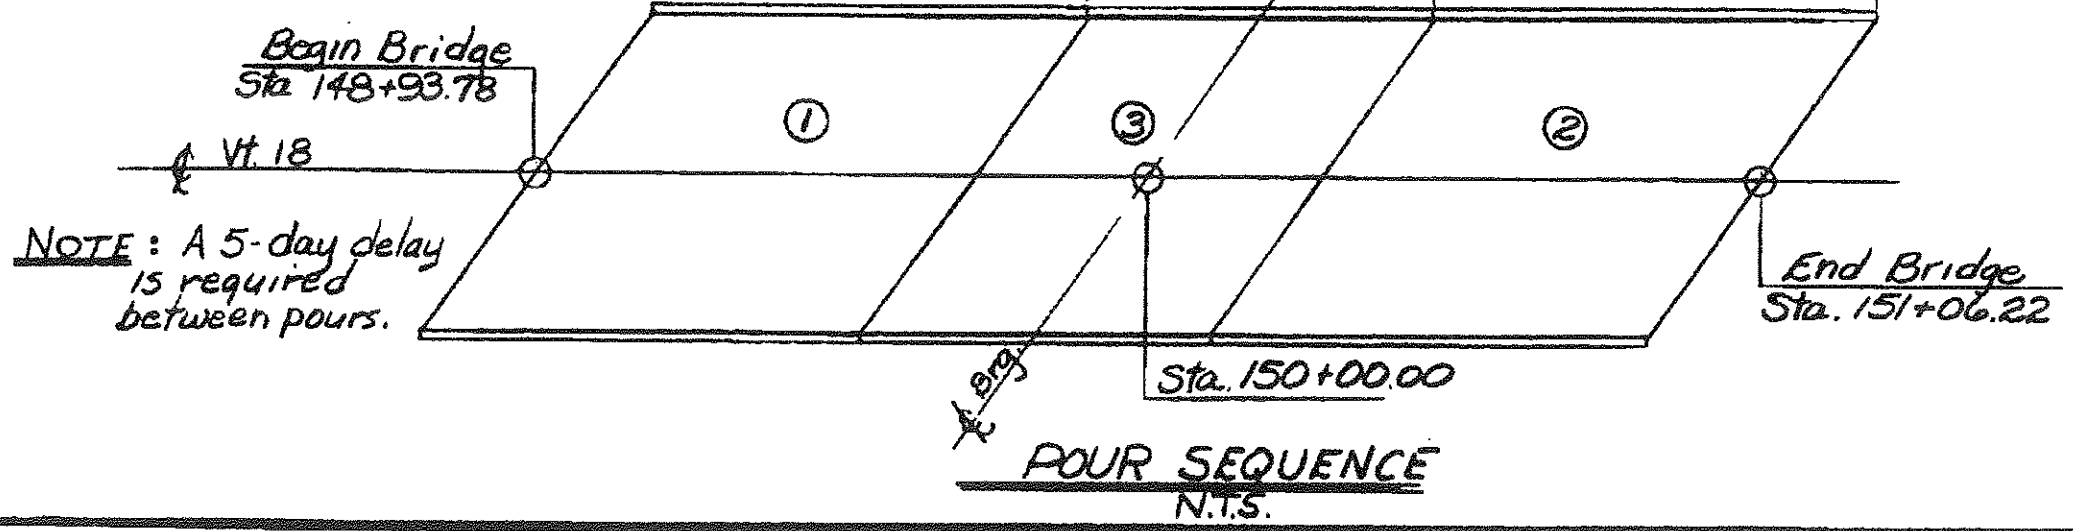 Begin Bridge
Sta 148+93.78
① ③ ②
℄ Vt. 18
NOTE: A 5-day delay
is required
between pours.
End Bridge
Sta. 151+06.22
℄ Brg.
Sta. 150+00.00
POUR SEQUENCE
N.T.S.